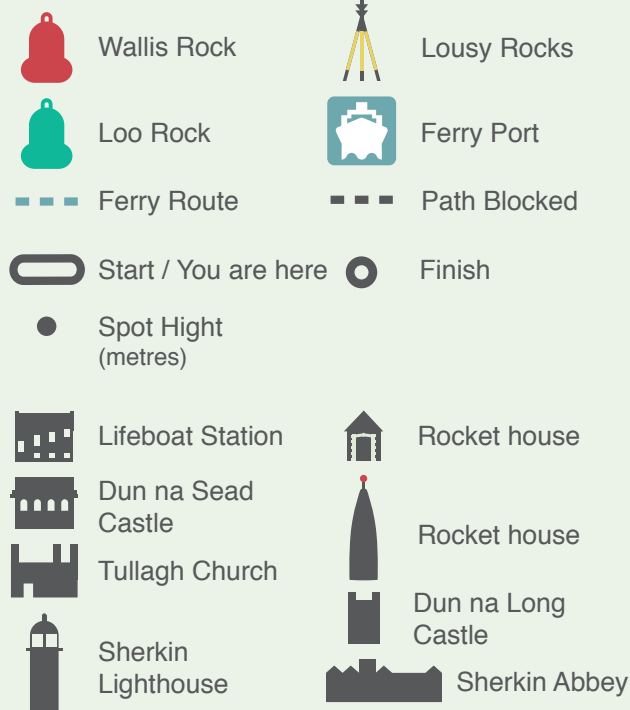 Wallis Rock
Lousy Rocks
Loo Rock
Ferry Port
Ferry Route
Path Blocked
Start / You are here
Finish
Spot Hight
(metres)
Lifeboat Station
Rocket house
Dun na Sead
Castle
Rocket house
Tullagh Church
Dun na Long
Castle
Sherkin
Lighthouse
Sherkin Abbey